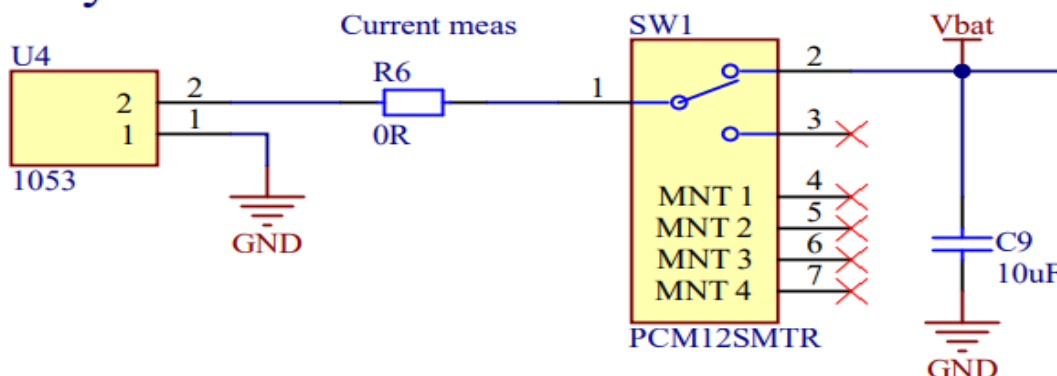 Current meas
SW1
Vbat
U4
R6
2
2
2
1
1
1
0R
3
1053
MNT 1
4
MNT 2
5
MNT 3
6
MNT 4
7
GND
C9
10uF
PCM12SMTR
GND